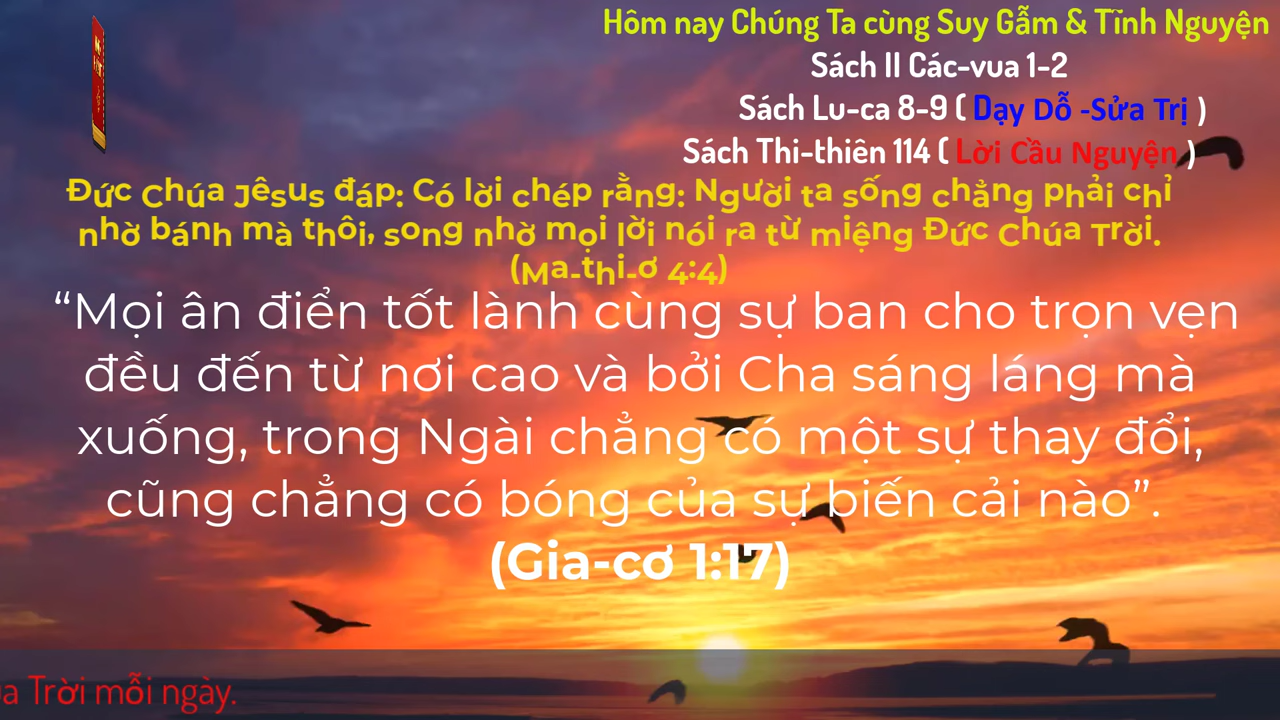 Hôm nay Chúng Ta cùng Suy Gẫm & Tĩnh Nguyện
Sách II Các-vua 1-2
Sách Lu-ca 8-9 ( Dạy Dỗ -Sửa Trị )
Sách Thi-thiên 114 ( Lời Cầu Nguyện )
Đức Chúa Jêsus đáp: Có lời chép rằng: Người ta sống chẳng phải chỉ
nhờ bánh mà thôi, song nhờ mọi lời nói ra từ miệng Đức Chúa Trời.
(Ma-thi-ơ 4:4)
“Mọi ân điển tốt lành cùng sự ban cho trọn vẹn
đều đến từ nơi cao và bởi Cha sáng láng mà
xuống, trong Ngài chẳng có một sự thay đổi,
cũng chẳng có bóng của sự biến cải nào”.
(Gia-cơ 1:17)
Trời mỗi ngày.